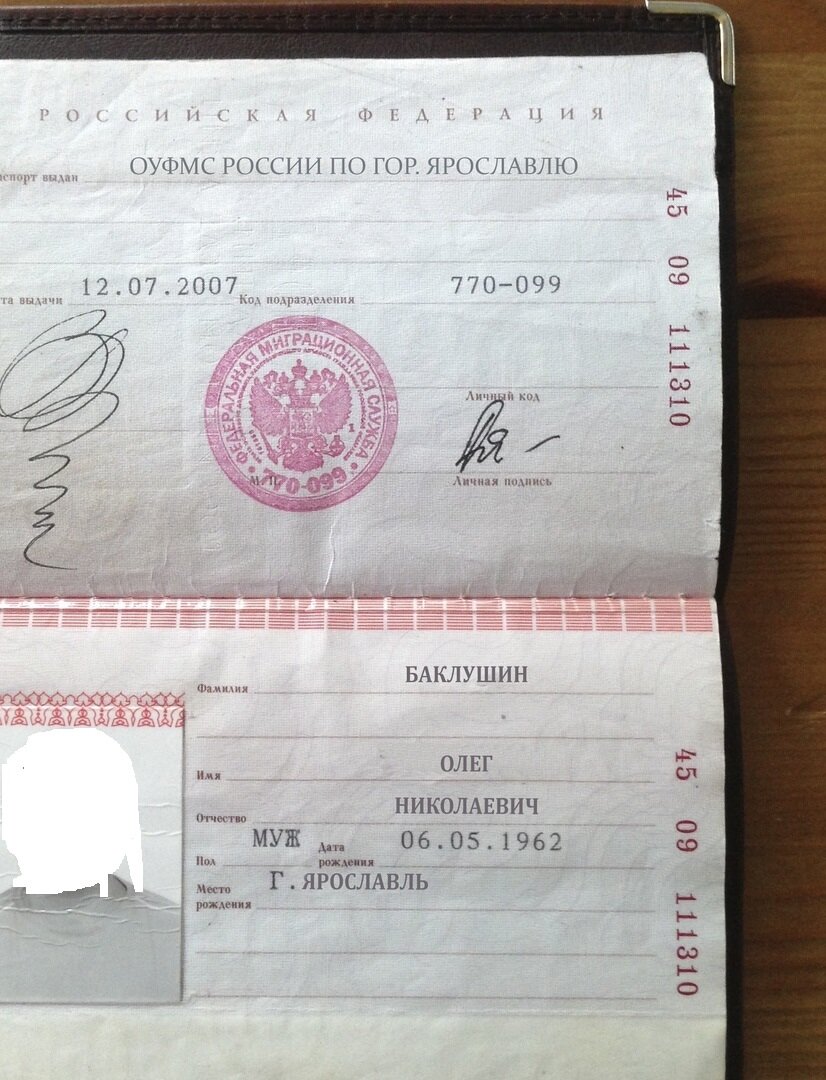 РОССИЙСКАЯ ФЕДЕРАЦИЯ
спорт выдан ОУФМС РОССИИ ПО ГОР. ЯРОСЛАВЛЮ
та выдачи 12.07.2007 Код подразделения 770-099
ФЕДЕРАЛЬНАЯ МИГРАЦИОННАЯ СЛУЖБА
770-099
М.П.
Личный код
Личная подпись
45 09 111310
Фамилия БАКЛУШИН
Имя ОЛЕГ
Отчество НИКОЛАЕВИЧ
Пол МУЖ Дата рождения 06.05.1962
Место рождения Г. ЯРОСЛАВЛЬ
45 09 111310